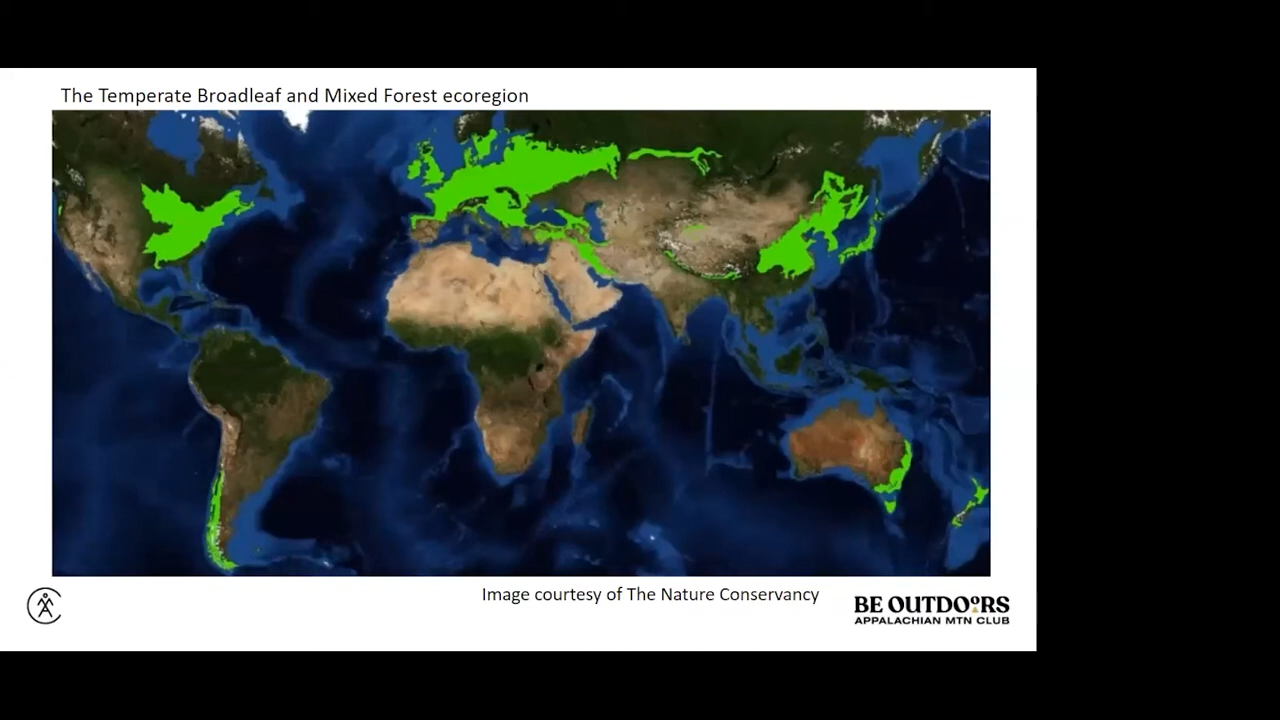 The Temperate Broadleaf and Mixed Forest ecoregion
Image courtesy of The Nature Conservancy
BE OUTDOORS
APPALACHIAN MTN CLUB